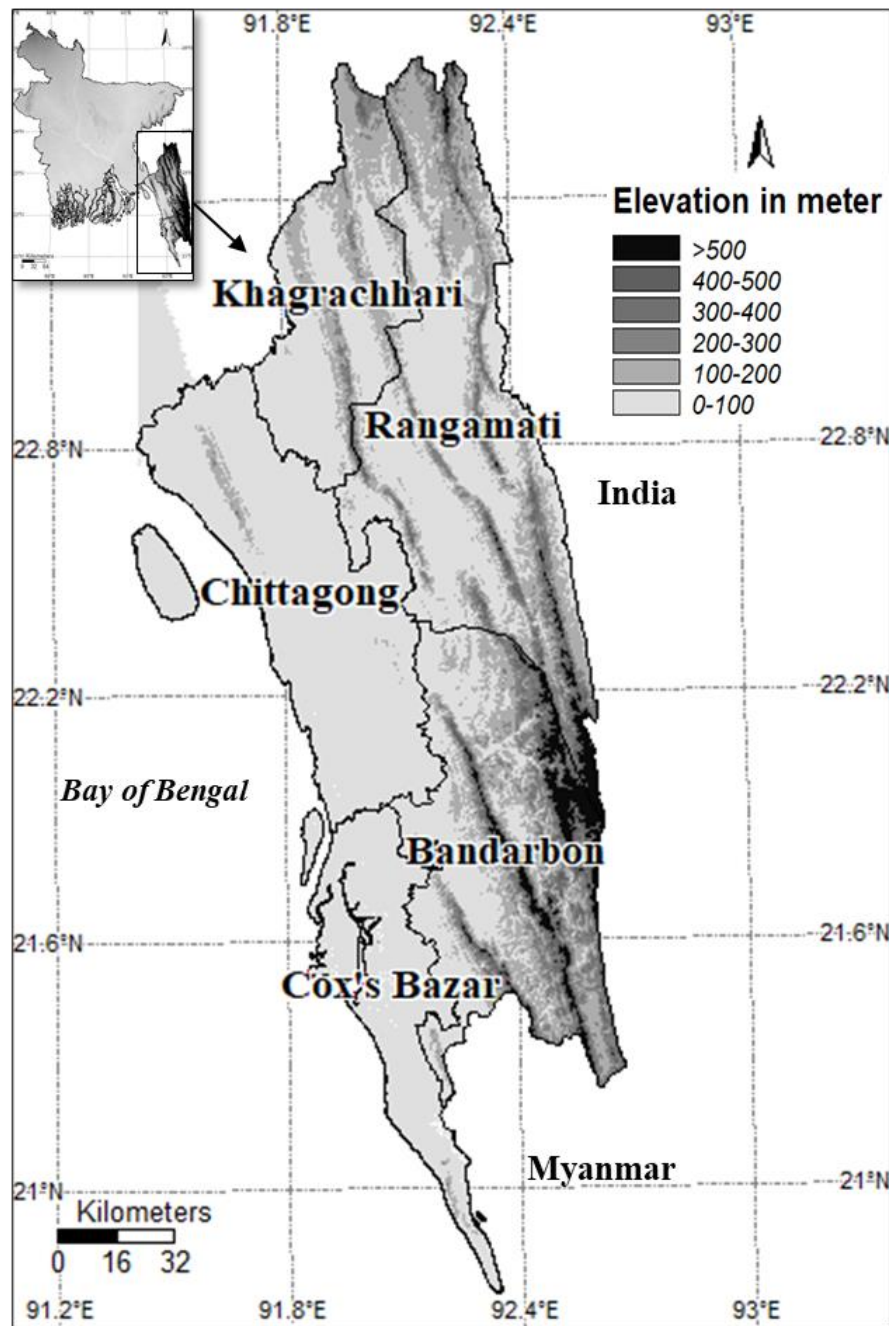 91.8°E 92.4°E 93°E
Elevation in meter
>500
400-500
300-400
200-300
100-200
0-100
Khagrachhari
Rangamati
22.8°N 22.8°N
India
Chittagong
22.2°N 22.2°N
Bay of Bengal
Bandarbon
21.6°N 21.6°N
Cox's Bazar
Myanmar
21°N 21°N
Kilometers
0 16 32
91.2°E 91.8°E 92.4°E 93°E